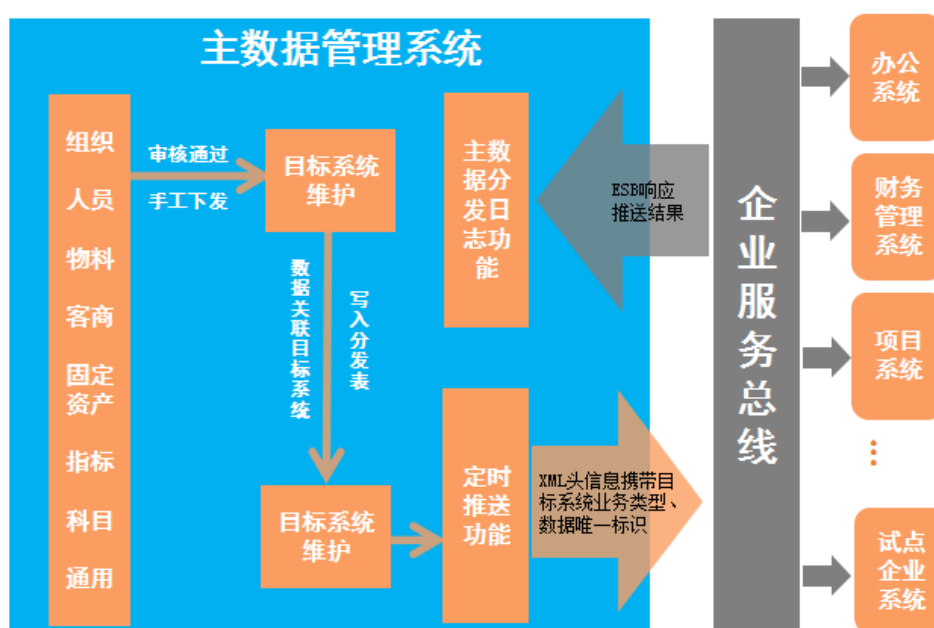 主数据管理系统
组织
人员
物料
客商
固定
资产
指标
科目
通用
审核通过
手工下发
目标系统
维护
数据关联目标系统
写入分发表
目标系统
维护
主数
据分
发日
志功
能
定时
推送
功能
ESB响应
推送结果
XML头信息携带目
标系统业务类型、
数据唯一标识
企业服务总线
办公
系统
财务
管理
系统
项目
系统
...
试点
企业
系统